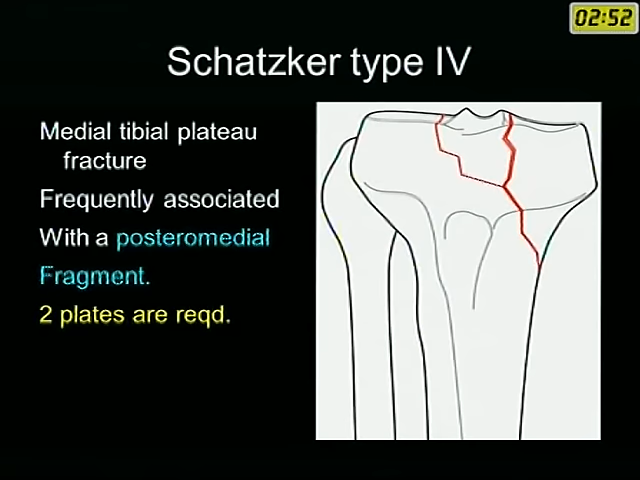 02:52
Schatzker type IV
Medial tibial plateau
fracture
Frequently associated
With a posteromedial
Fragment.
2 plates are reqd.